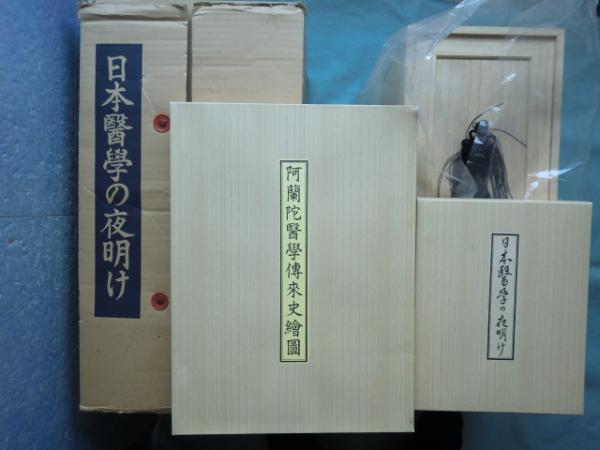 日本醫學の夜明け
阿蘭陀醫學傳來史繪圖
日本醫学の夜明け